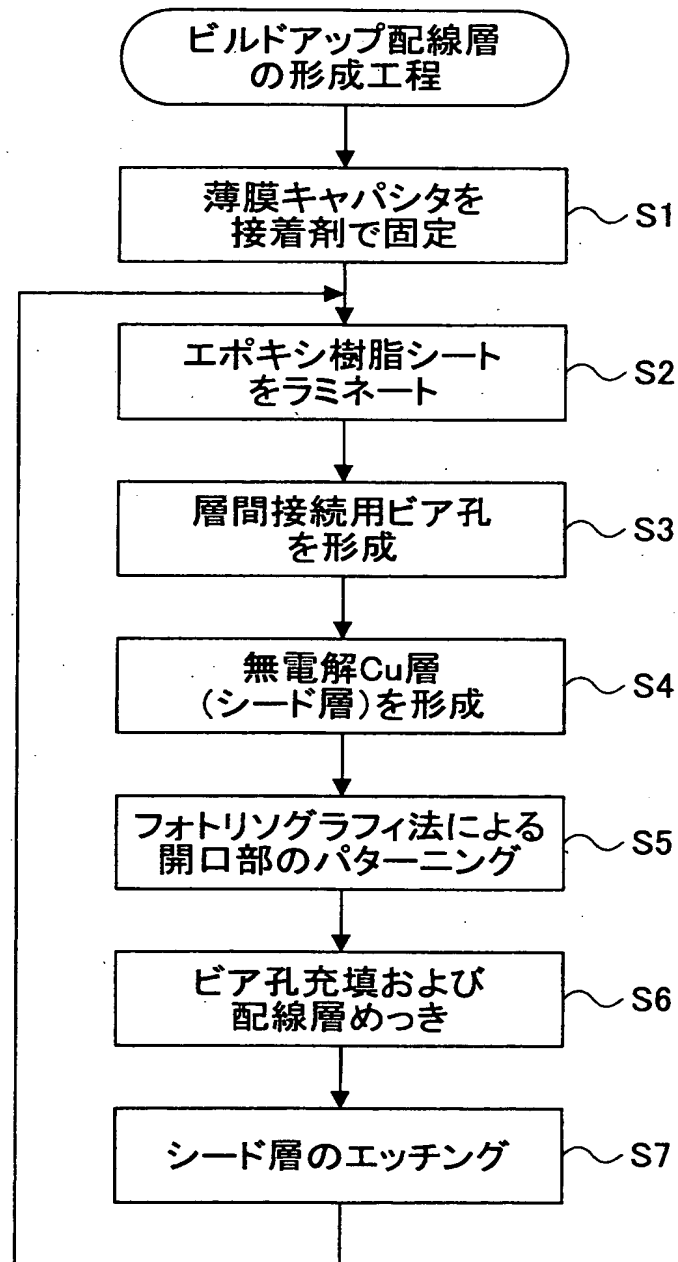 ビルドアップ配線層
の形成工程
薄膜キャパシタを
接着剤で固定
S1
エポキシ樹脂シート
をラミネート
S2
層間接続用ビア孔
を形成
S3
無電解Cu層
(シード層)を形成
S4
フォトリソグラフィ法による
開口部のパターニング
S5
ビア孔充填および
配線層めっき
S6
シード層のエッチング
S7